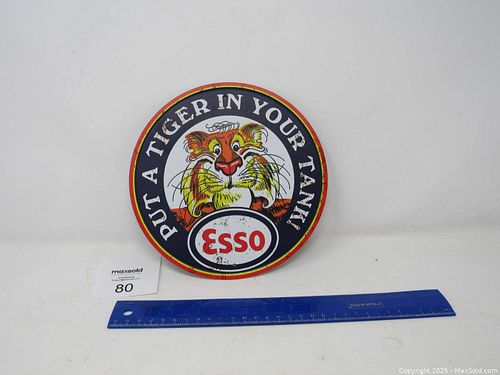 PUT A TIGER IN YOUR TANK!
Esso
maxsold
80
Copyright 2025 - MaxSold.com